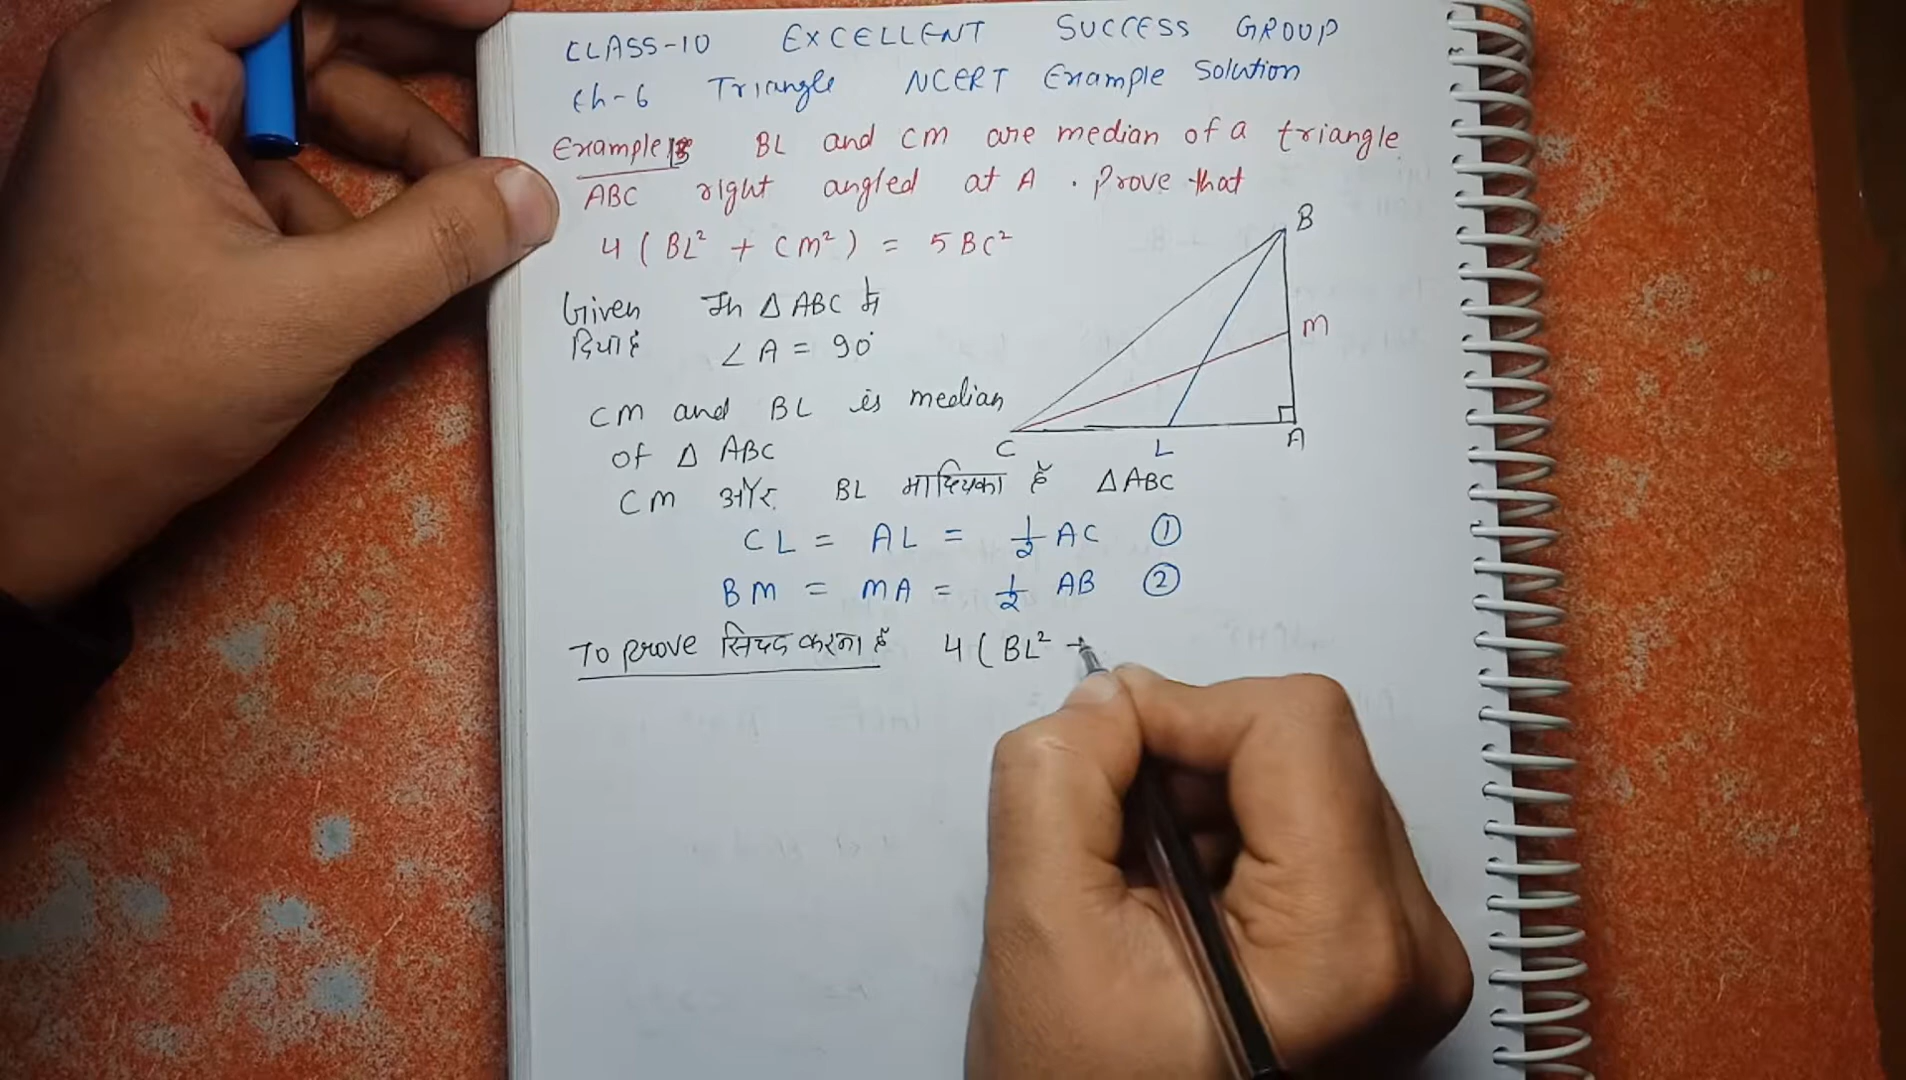 CLASS-10 EXCELLENT SUCCESS GROUP
Ch-6 Triangle NCERT Example Solution
Example 13 BL and CM are median of a triangle
ABC right angled at A . Prove that
4 ( BL² + CM² ) = 5 BC²
B
Given In △ ABC में
दिया है ∠A = 90°
M
CM and BL is median
C L A
of △ ABC
CM और BL माध्यिका है △ABC
CL = AL = 1/2 AC ①
BM = MA = 1/2 AB ②
To prove सिद्ध करना है 4 ( BL² +